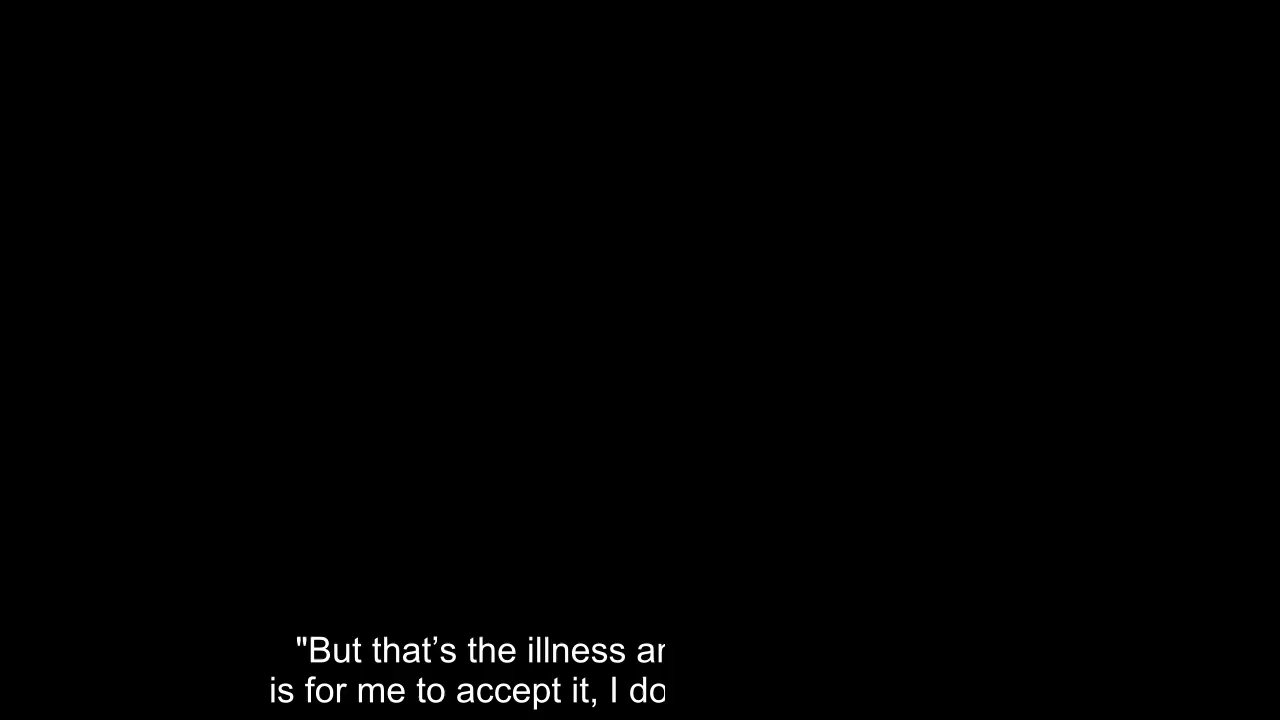 "But that’s the illness
is for me to accept it, I